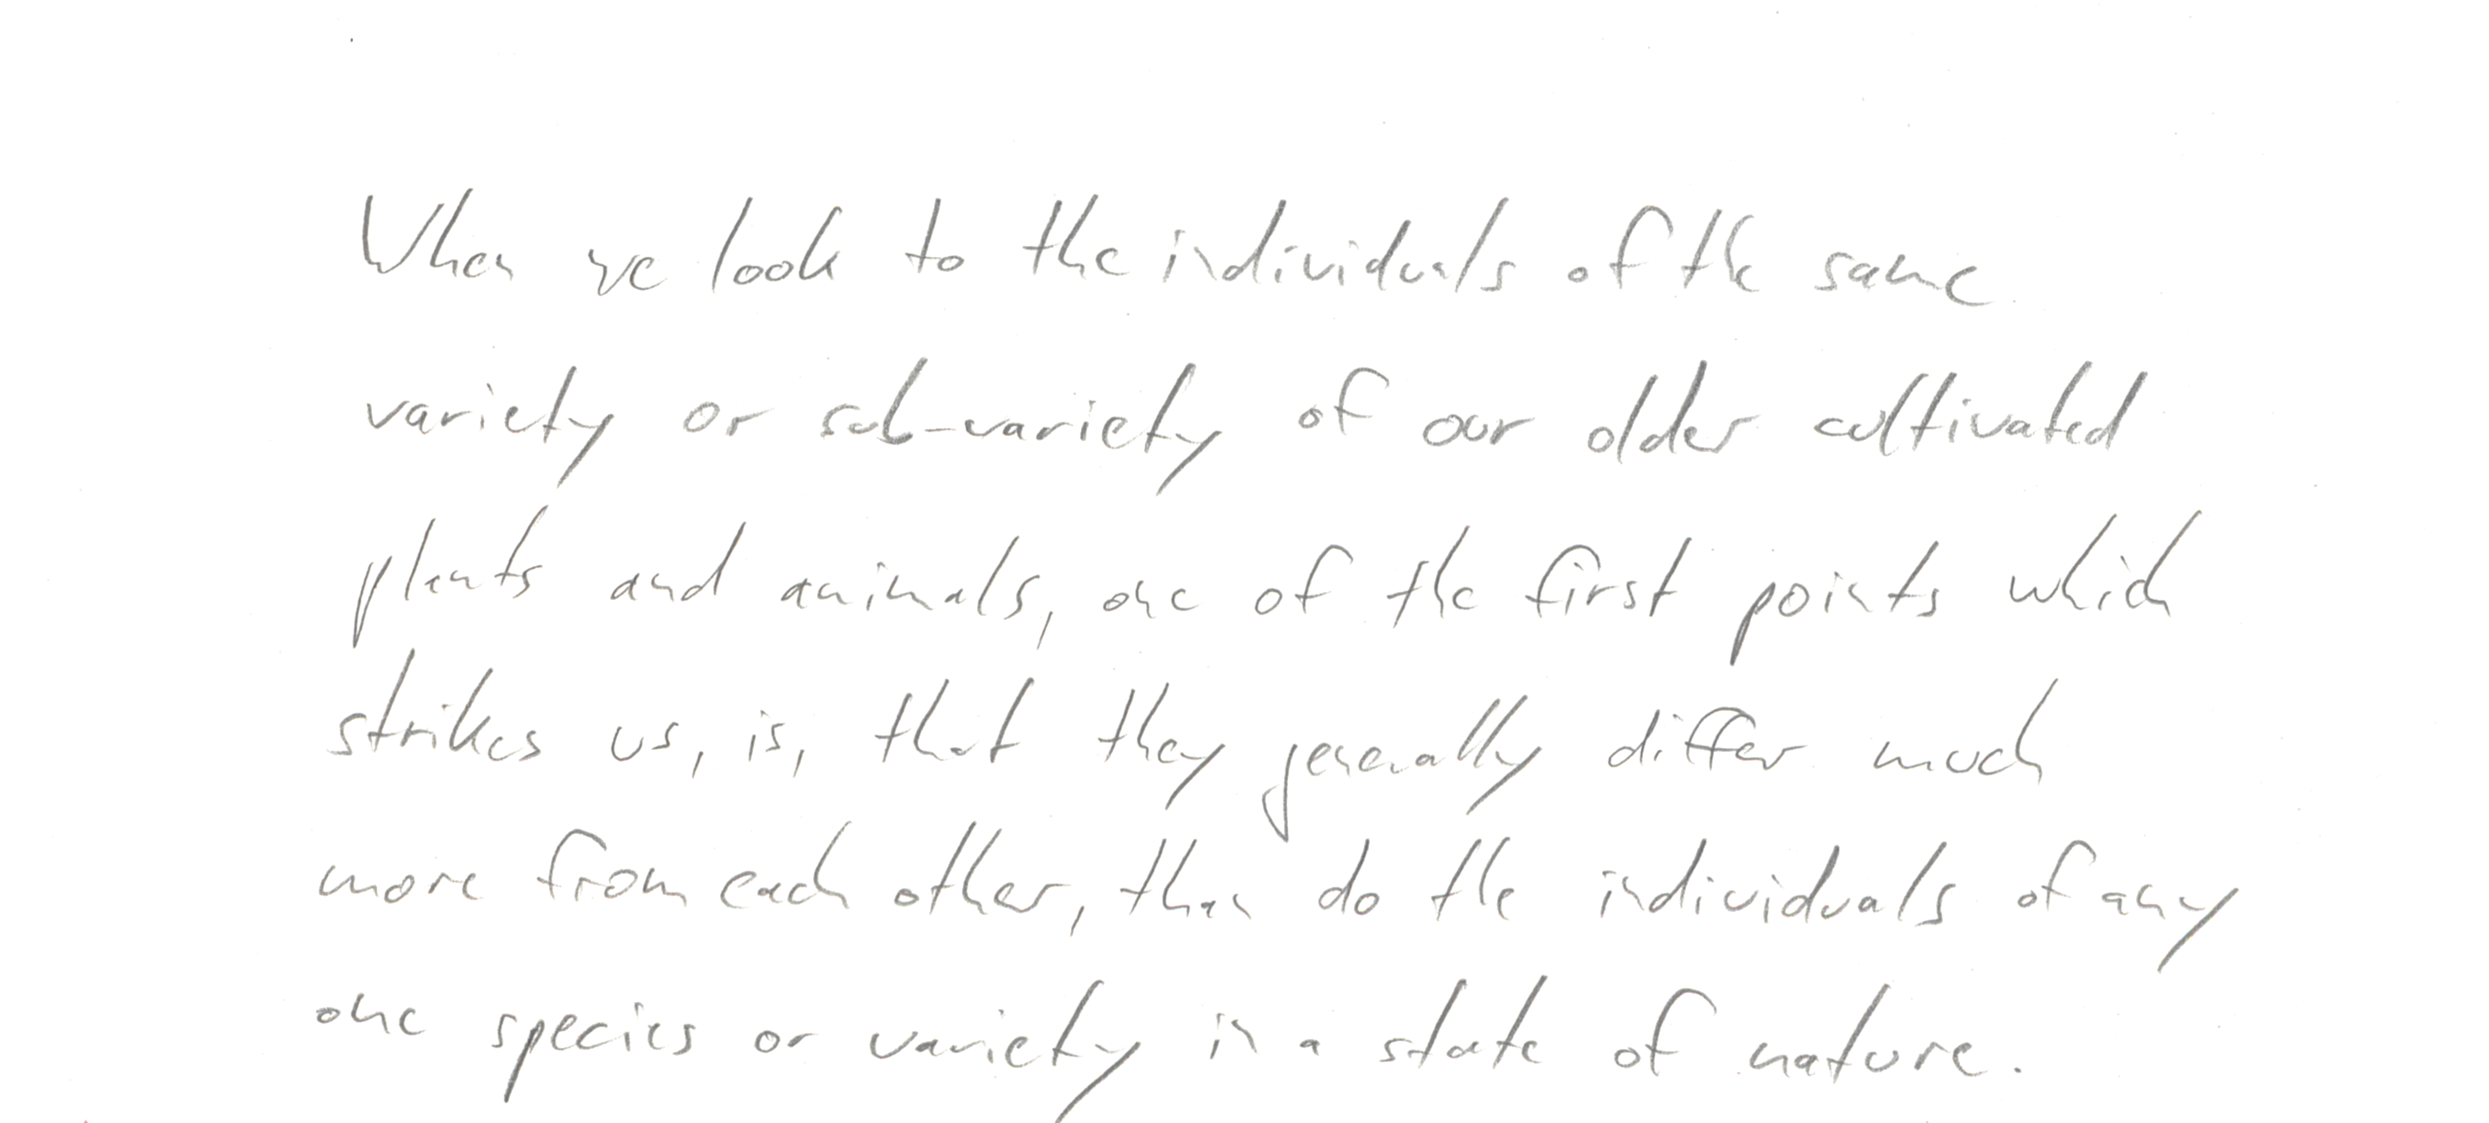 When we look to the individuals of the same
variety or sub-variety of our older cultivated
plants and animals, one of the first points which
strikes us, is, that they generally differ much
more from each other, than do the individuals of any
one species or variety in a state of nature.